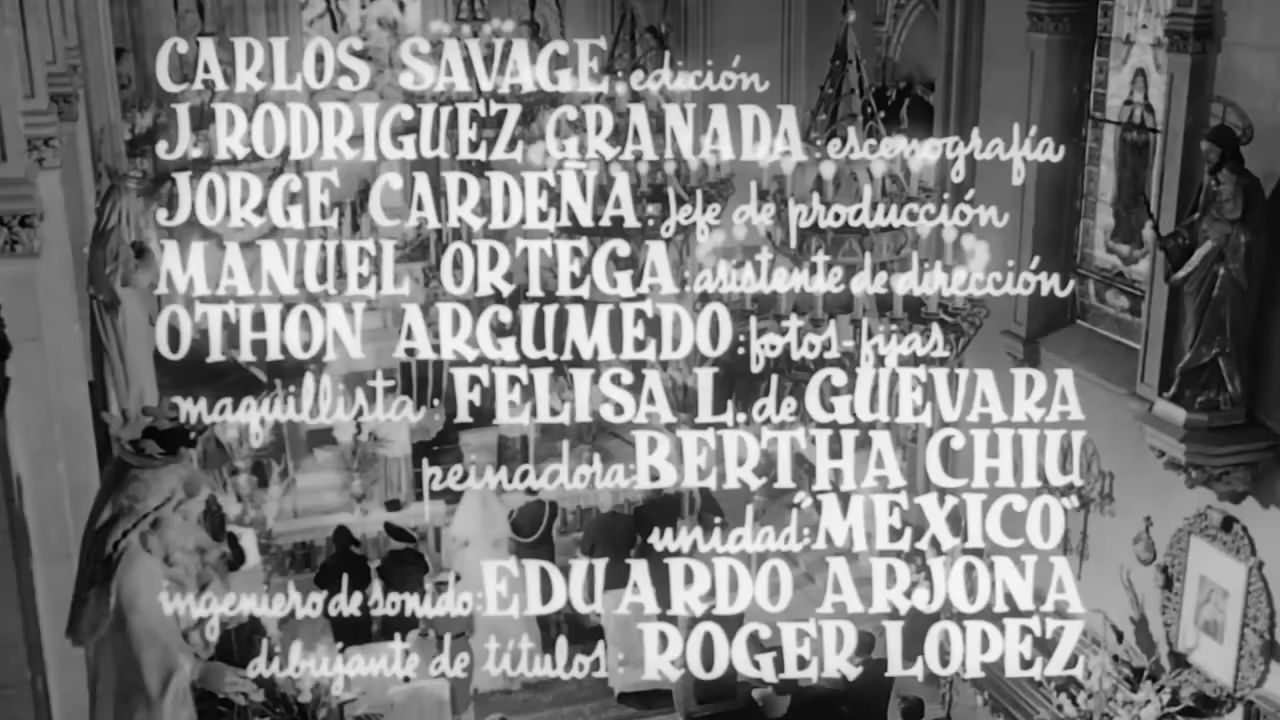 CARLOS SAVAGE: edición
J. RODRIGUEZ GRANADA: escenografía
JORGE CARDEÑA: jefe de producción
MANUEL ORTEGA: asistente de dirección
OTHON ARGUMEDO: fotos-fijas
maquillista: FELISA L. de GUEVARA
peinadora: BERTHA CHIU
unidad: "MEXICO"
ingeniero de sonido: EDUARDO ARJONA
dibujante de títulos: ROGER LOPEZ